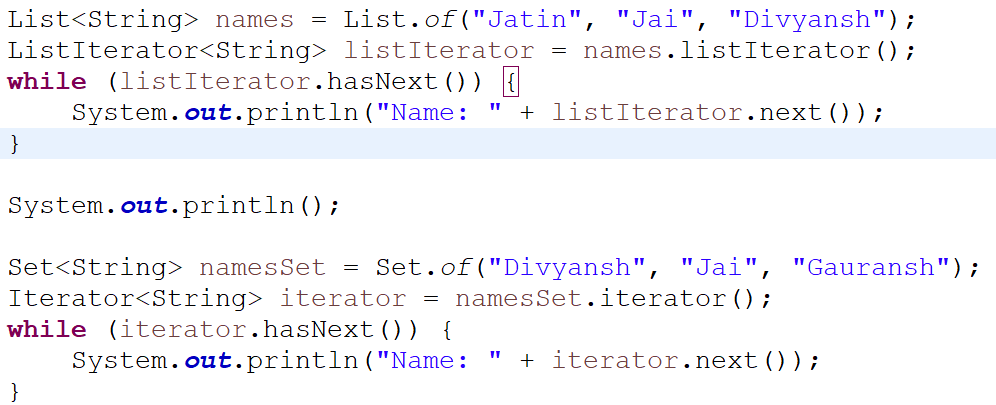 List<String> names = List.of("Jatin", "Jai", "Divyansh");
ListIterator<String> listIterator = names.listIterator();
while (listIterator.hasNext()) {
    System.out.println("Name: " + listIterator.next());
}
System.out.println();
Set<String> namesSet = Set.of("Divyansh", "Jai", "Gauransh");
Iterator<String> iterator = namesSet.iterator();
while (iterator.hasNext()) {
    System.out.println("Name: " + iterator.next());
}